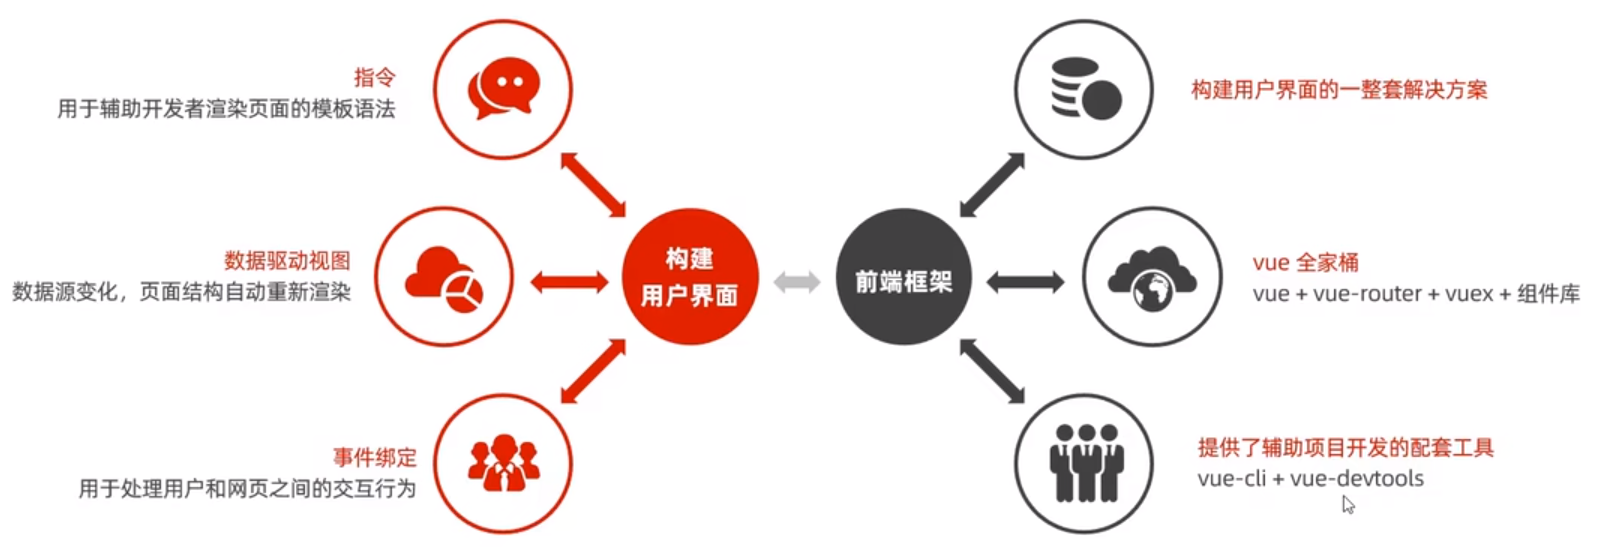 指令
用于辅助开发者渲染页面的模板语法
数据驱动视图
数据源变化，页面结构自动重新渲染
事件绑定
用于处理用户和网页之间的交互行为
构建
用户界面
前端框架
构建用户界面的一整套解决方案
vue 全家桶
vue + vue-router + vuex + 组件库
提供了辅助项目开发的配套工具
vue-cli + vue-devtools